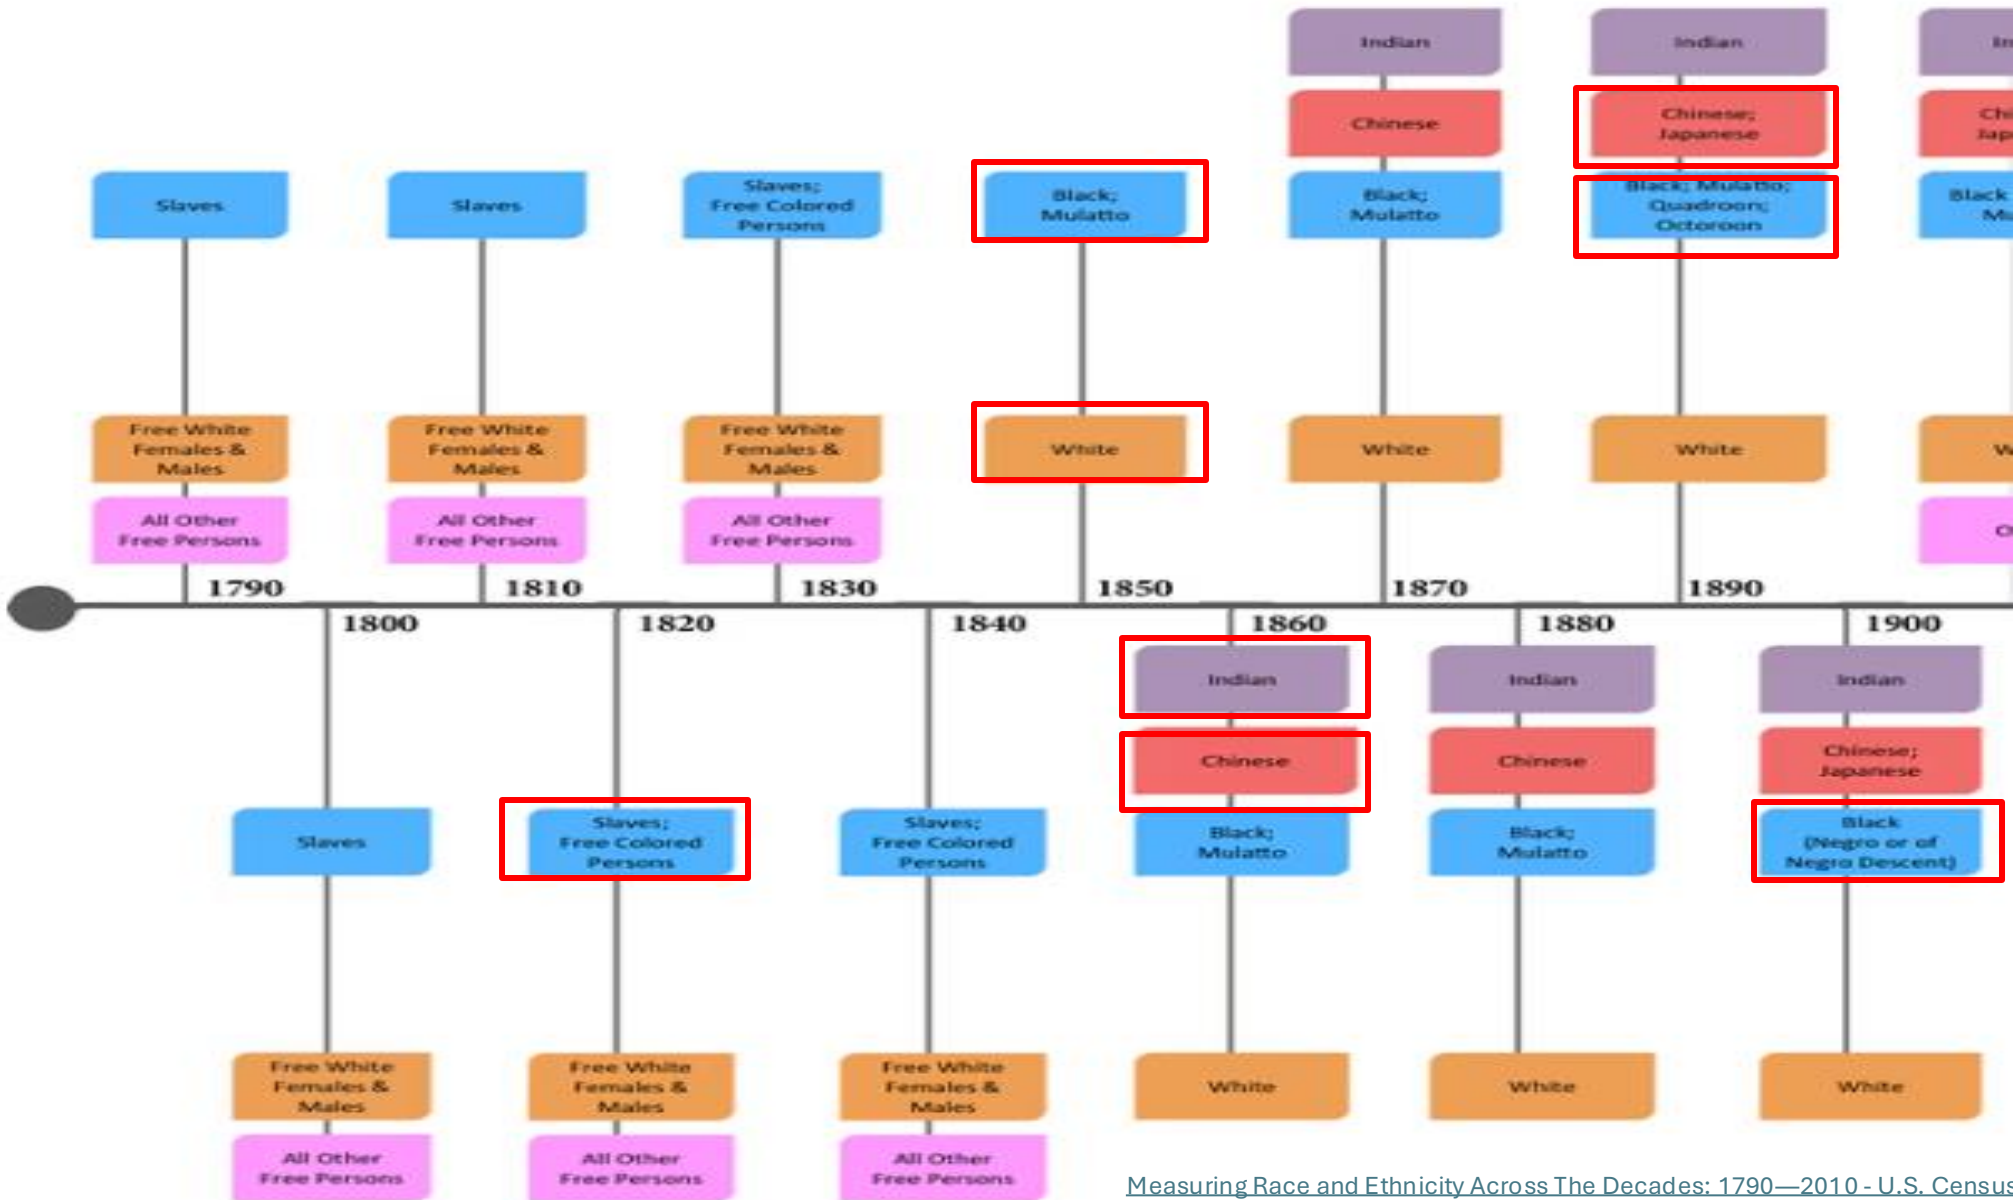 Indian
Indian
Chinese
Chinese;
Japanese
Slaves
Slaves
Slaves;
Free Colored
Persons
Black;
Mulatto
Black;
Mulatto
Black; Mulatto;
Quadroon;
Octoroon
Black
Free White
Females &
Males
Free White
Females &
Males
Free White
Females &
Males
White
White
White
All Other
Free Persons
All Other
Free Persons
All Other
Free Persons
1790
1810
1830
1850
1870
1890
1800
1820
1840
1860
1880
1900
Indian
Indian
Indian
Chinese
Chinese
Chinese;
Japanese
Slaves
Slaves;
Free Colored
Persons
Slaves;
Free Colored
Persons
Black;
Mulatto
Black;
Mulatto
Black
(Negro or of
Negro Descent)
Free White
Females &
Males
Free White
Females &
Males
Free White
Females &
Males
White
White
White
All Other
Free Persons
All Other
Free Persons
All Other
Free Persons
Measuring Race and Ethnicity Across The Decades: 1790—2010 - U.S. Census